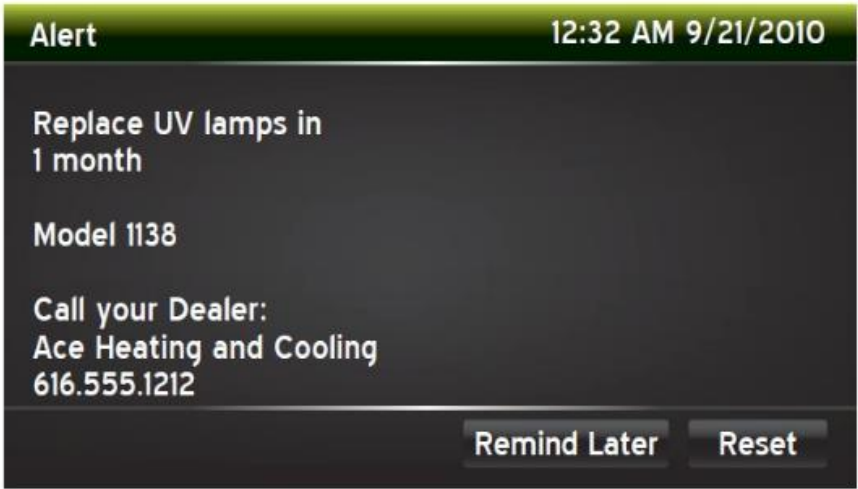 Alert
12:32 AM 9/21/2010
Replace UV lamps in
1 month
Model 1138
Call your Dealer:
Ace Heating and Cooling
616.555.1212
Remind Later
Reset